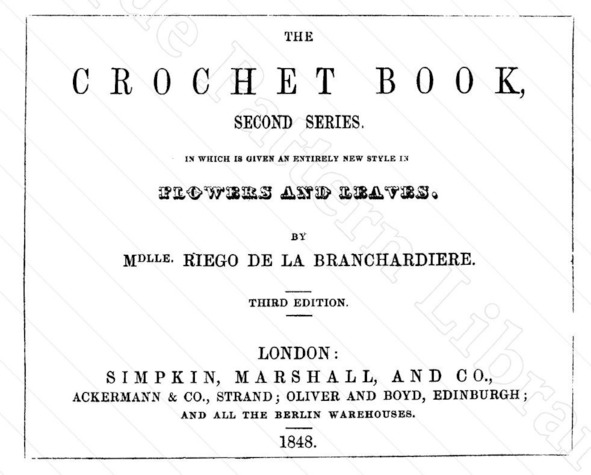 THE
CROCHET BOOK,
SECOND SERIES.
IN WHICH IS GIVEN AN ENTIRELY NEW STYLE IN
FLOWERS AND LEAVES.
BY
MDLLE. RIEGO DE LA BRANCHARDIERE.
THIRD EDITION.
LONDON:
SIMPKIN, MARSHALL, AND CO.,
ACKERMANN & CO., STRAND; OLIVER AND BOYD, EDINBURGH;
AND ALL THE BERLIN WAREHOUSES.
1848.
Pattern Librar